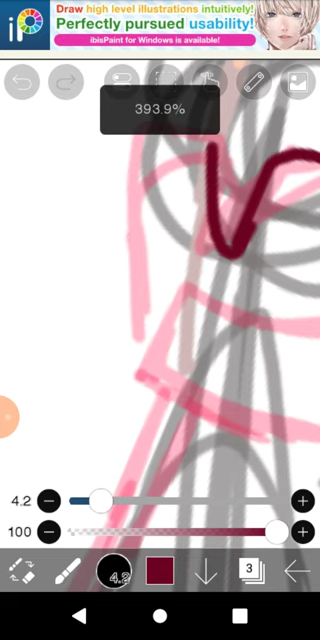 Draw high level illustrations intuitively!
Perfectly pursued usability!
ibisPaint for Windows is available!
393.9%
4.2
100
4.2
3